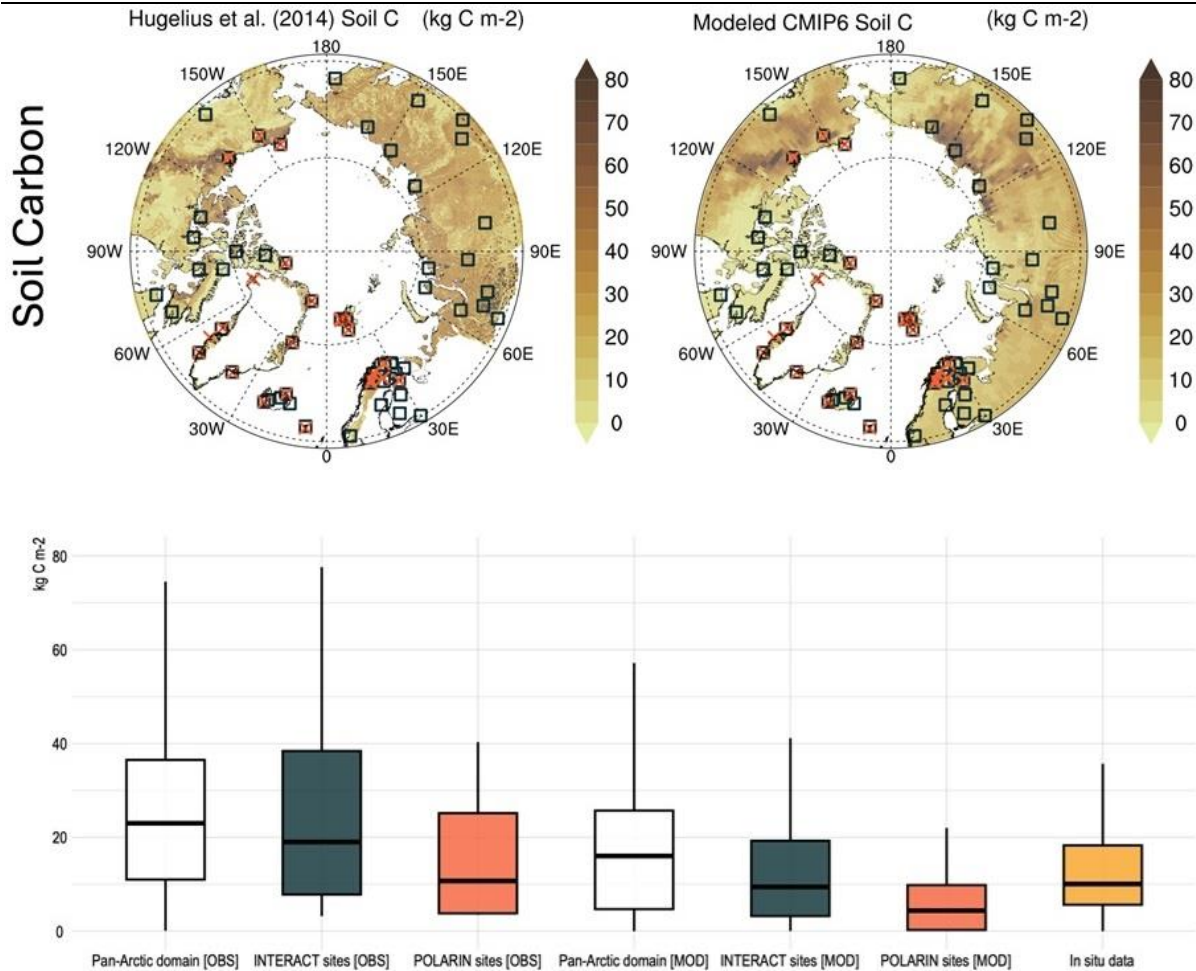 Hugelius et al. (2014) Soil C (kg C m-2)
Modeled CMIP6 Soil C (kg C m-2)
Soil Carbon
180
150W
150E
120W
120E
90W
90E
60W
60E
30W
30E
0
80
70
60
50
40
30
20
10
0
180
150W
150E
120W
120E
90W
90E
60W
60E
30W
30E
0
80
70
60
50
40
30
20
10
0
kg C m-2
80
60
40
20
0
Pan-Arctic domain [OBS] INTERACT sites [OBS] POLARIN sites [OBS] Pan-Arctic domain [MOD] INTERACT sites [MOD] POLARIN sites [MOD] In situ data